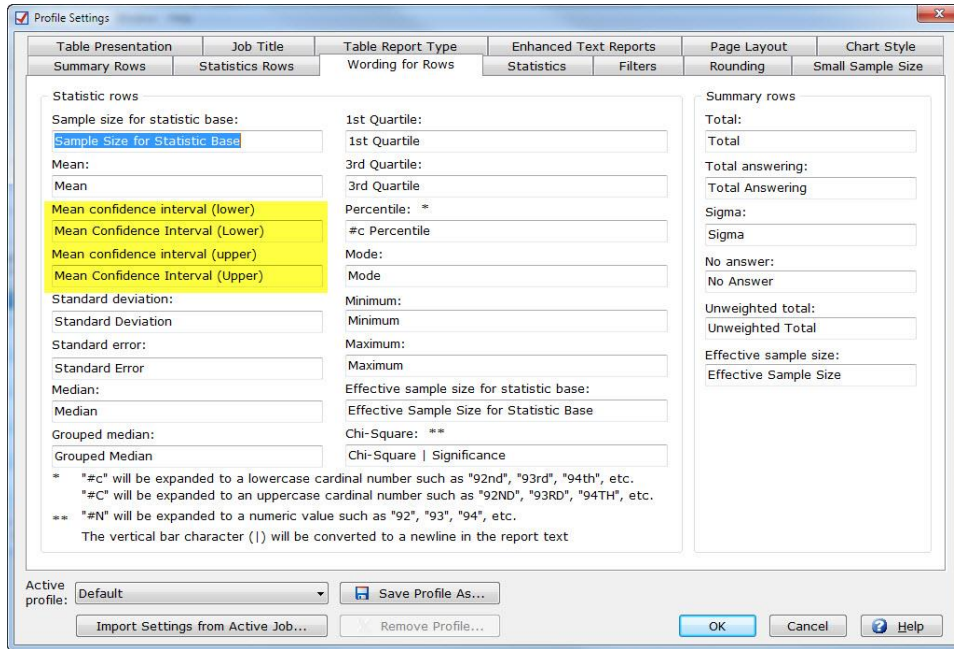 Profile Settings
Table Presentation
Job Title
Table Report Type
Enhanced Text Reports
Page Layout
Chart Style
Summary Rows
Statistics Rows
Wording for Rows
Statistics
Filters
Rounding
Small Sample Size
Statistic rows
Sample size for statistic base:
Sample Size for Statistic Base
Mean:
Mean
Mean confidence interval (lower)
Mean Confidence Interval (Lower)
Mean confidence interval (upper)
Mean Confidence Interval (Upper)
Standard deviation:
Standard Deviation
Standard error:
Standard Error
Median:
Median
Grouped median:
Grouped Median
1st Quartile:
1st Quartile
3rd Quartile:
3rd Quartile
Percentile: *
#c Percentile
Mode:
Mode
Minimum:
Minimum
Maximum:
Maximum
Effective sample size for statistic base:
Effective Sample Size for Statistic Base
Chi-Square: **
Chi-Square | Significance
* "#c" will be expanded to a lowercase cardinal number such as "92nd", "93rd", "94th", etc.
"#C" will be expanded to an uppercase cardinal number such as "92ND", "93RD", "94TH", etc.
** "#N" will be expanded to a numeric value such as "92", "93", "94", etc.
The vertical bar character (|) will be converted to a newline in the report text
Summary rows
Total:
Total
Total answering:
Total Answering
Sigma:
Sigma
No answer:
No Answer
Unweighted total:
Unweighted Total
Effective sample size:
Effective Sample Size
Active
profile:
Default
Save Profile As...
Import Settings from Active Job...
Remove Profile...
OK
Cancel
Help